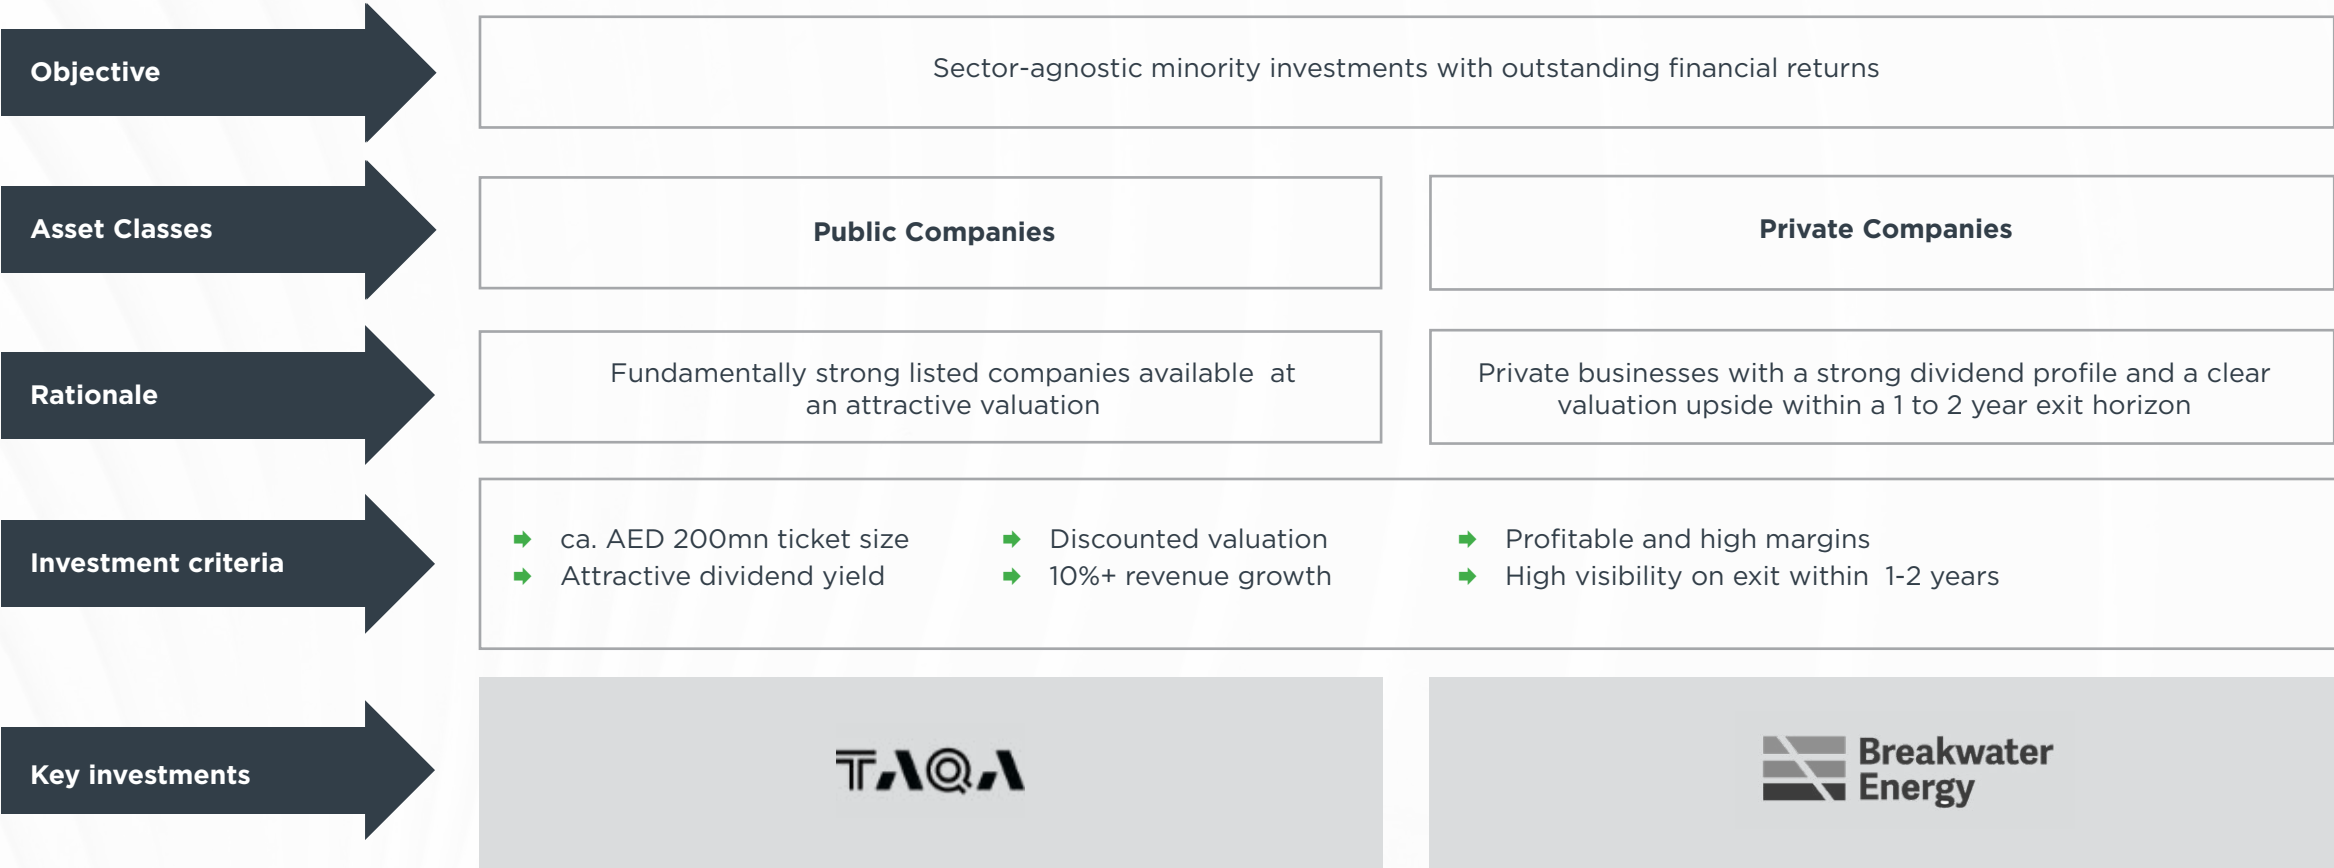 Objective
Sector-agnostic minority investments with outstanding financial returns
Asset Classes
Public Companies
Private Companies
Rationale
Fundamentally strong listed companies available at
an attractive valuation
Private businesses with a strong dividend profile and a clear
valuation upside within a 1 to 2 year exit horizon
Investment criteria
ca. AED 200mn ticket size
Attractive dividend yield
Discounted valuation
10%+ revenue growth
Profitable and high margins
High visibility on exit within 1-2 years
Key investments
TAQA
Breakwater
Energy